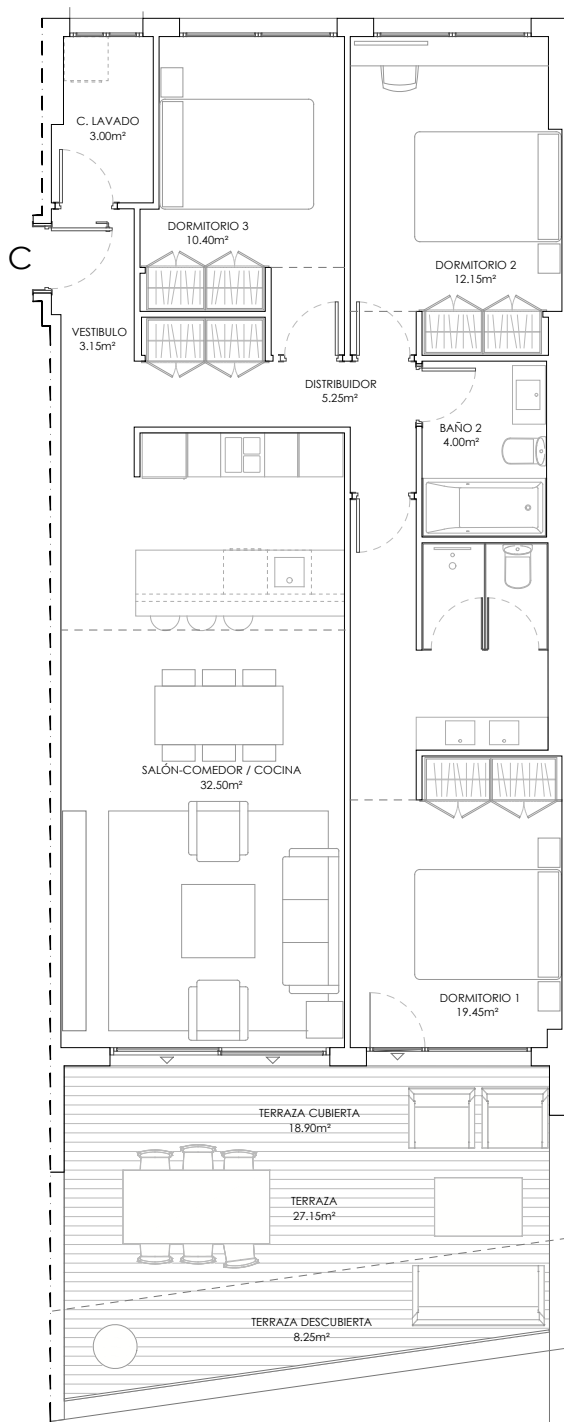 C. LAVADO
3.00m²
C
DORMITORIO 3
10.40m²
DORMITORIO 2
12.15m²
VESTIBULO
3.15m²
DISTRIBUIDOR
5.25m²
BAÑO 2
4.00m²
SALÓN-COMEDOR / COCINA
32.50m²
DORMITORIO 1
19.45m²
TERRAZA CUBIERTA
18.90m²
TERRAZA
27.15m²
TERRAZA DESCUBIERTA
8.25m²